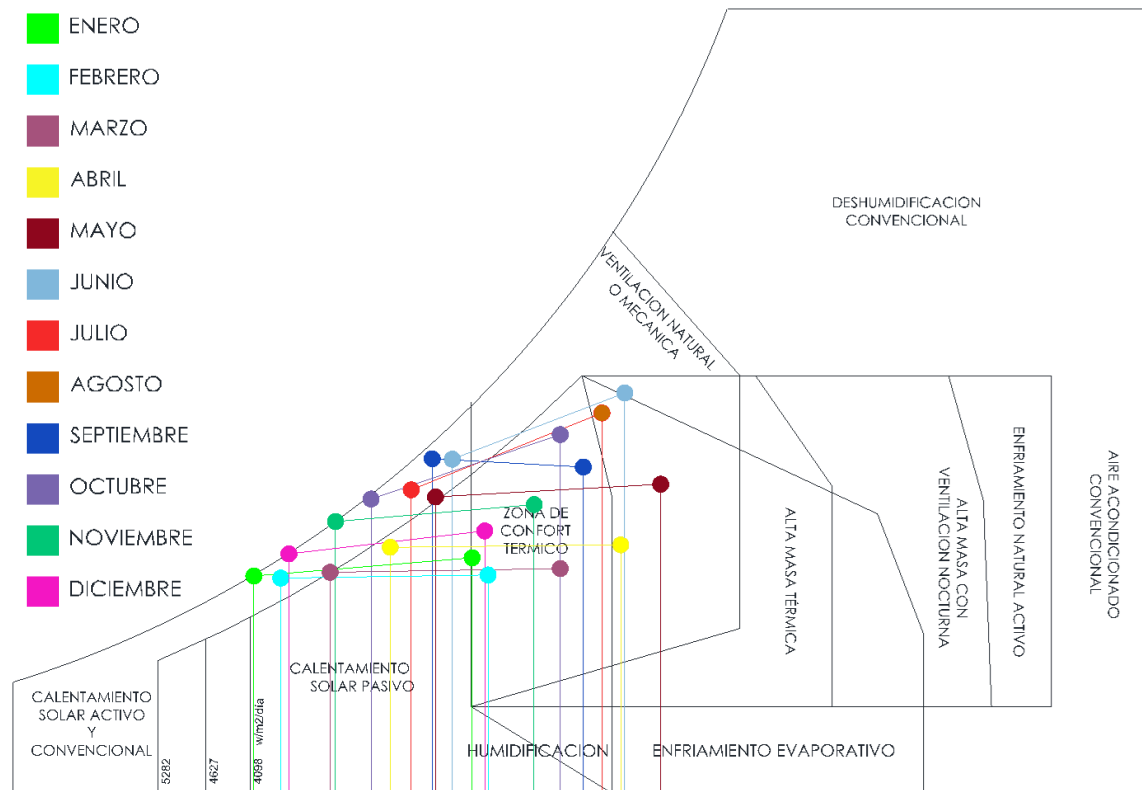 ENERO
FEBRERO
MARZO
ABRIL
MAYO
JUNIO
JULIO
AGOSTO
SEPTIEMBRE
OCTUBRE
NOVIEMBRE
DICIEMBRE
DESHUMIDIFICACION
CONVENCIONAL
VENTILACION NATURAL
O MECANICA
ZONA DE
CONFORT
TERMICO
ALTA MASA TÉRMICA
ALTA MASA CON
VENTILACION NOCTURNA
ENFRIAMIENTO NATURAL ACTIVO
AIRE ACONDICIONADO
CONVENCIONAL
CALENTAMIENTO
SOLAR PASIVO
CALENTAMIENTO
SOLAR ACTIVO
Y
CONVENCIONAL
5282
4627
4098 w/m2/dia
HUMIDIFICACION
ENFRIAMIENTO EVAPORATIVO